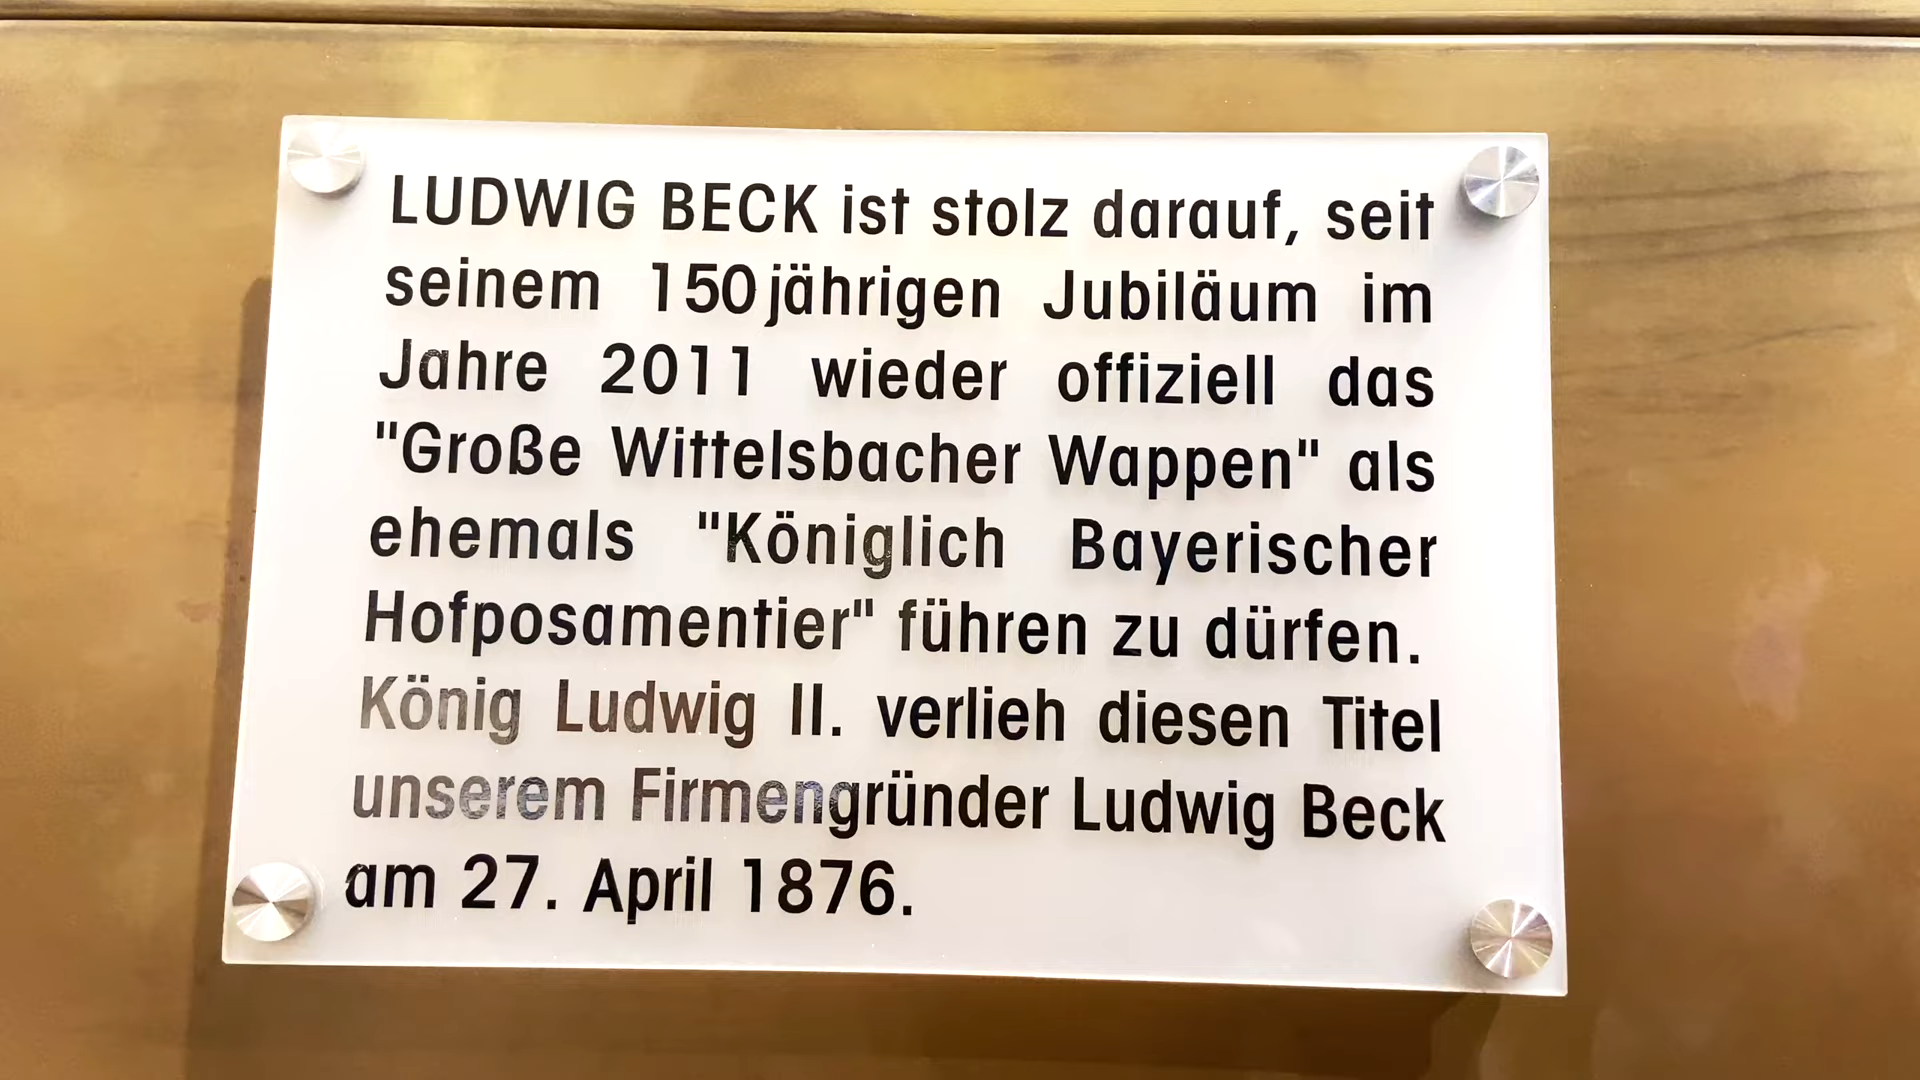 LUDWIG BECK ist stolz darauf, seit
seinem 150jährigen Jubiläum im
Jahre 2011 wieder offiziell das
"Große Wittelsbacher Wappen" als
ehemals "Königlich Bayerischer
Hofposamentier" führen zu dürfen.
König Ludwig II. verlieh diesen Titel
unserem Firmengründer Ludwig Beck
am 27. April 1876.